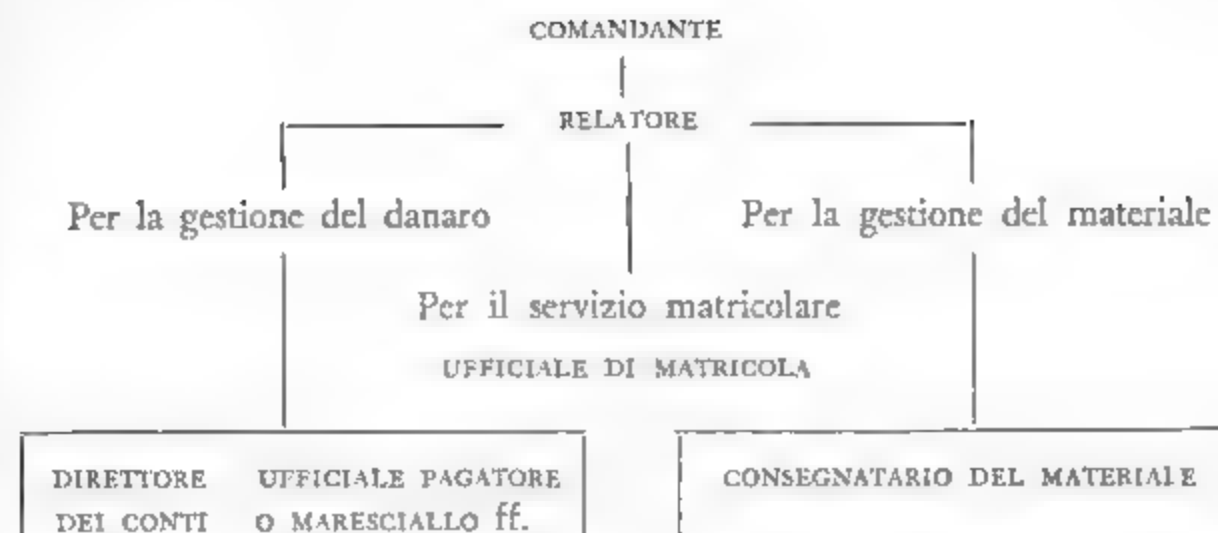 COMANDANTE
RELATORE
Per la gestione del danaro
Per la gestione del materiale
Per il servizio matricolare
UFFICIALE DI MATRICOLA
DIRETTORE
DEI CONTI
UFFICIALE PAGATORE
O MARESCIALLO ff.
CONSEGNATARIO DEL MATERIALE